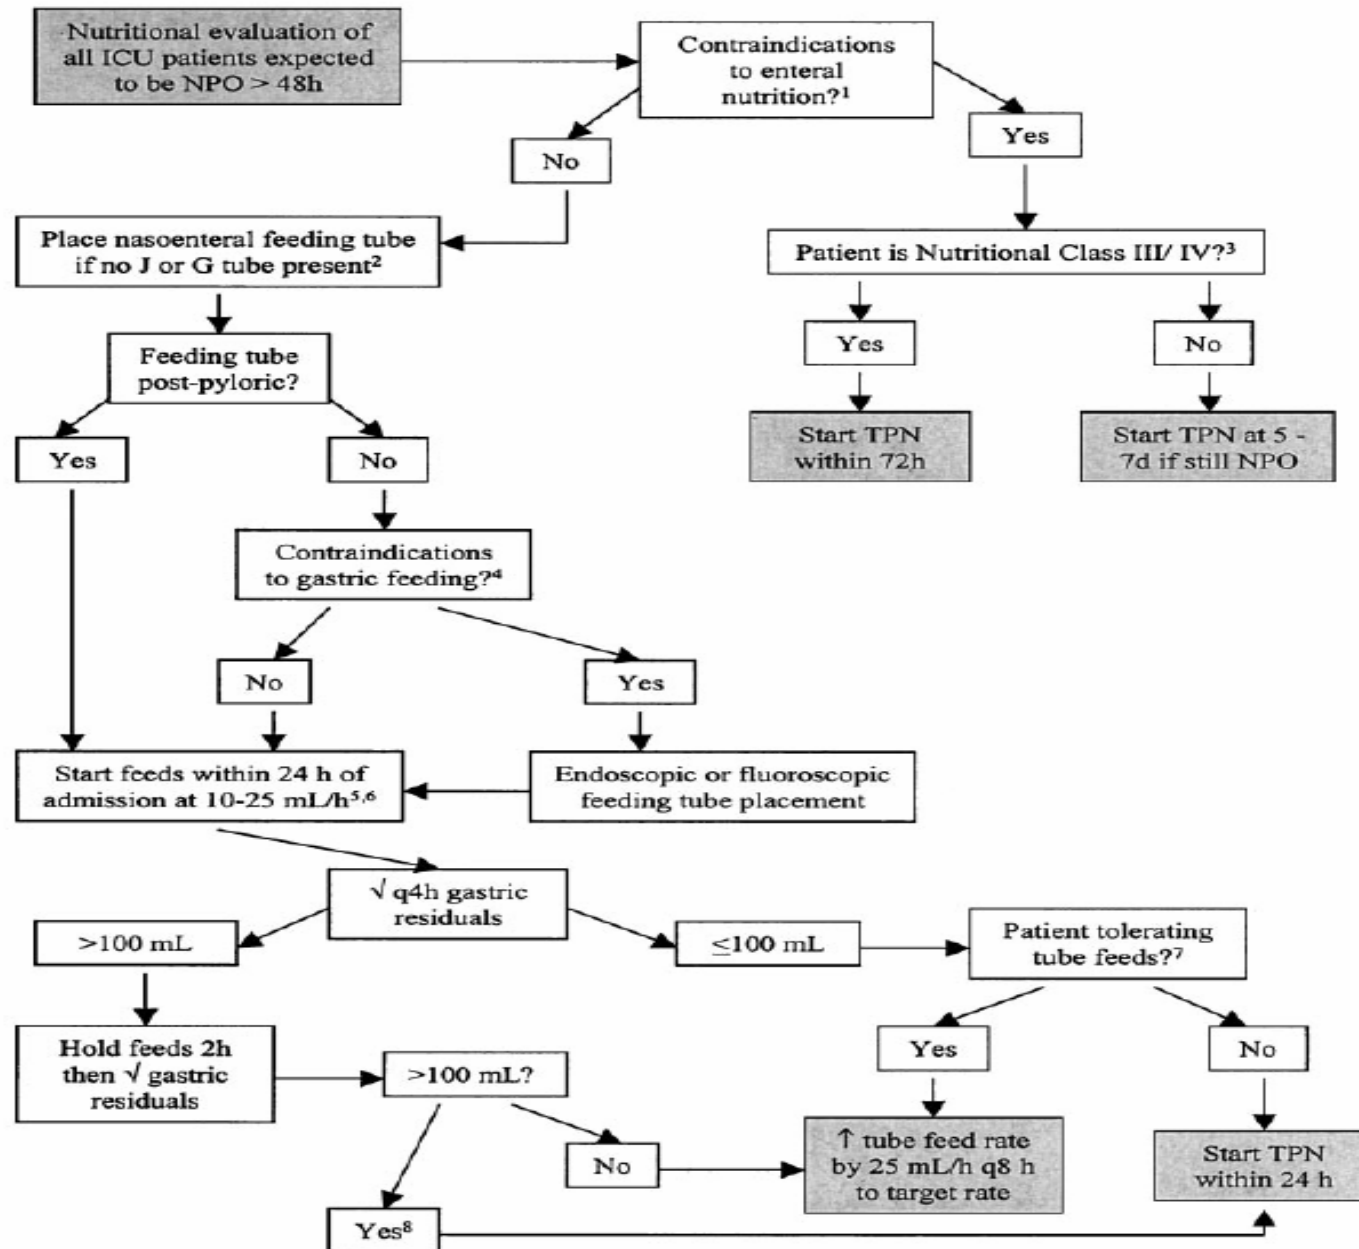 Nutritional evaluation of
all ICU patients expected
to be NPO > 48h
Contraindications
to enteral
nutrition?¹
Yes
No
Place nasoenteral feeding tube
if no J or G tube present²
Patient is Nutritional Class III/ IV?³
Feeding tube
post-pyloric?
Yes
No
Yes
No
Start TPN
within 72h
Start TPN at 5 -
7d if still NPO
Contraindications
to gastric feeding?⁴
No
Yes
Start feeds within 24 h of
admission at 10-25 mL/h⁵,⁶
Endoscopic or fluoroscopic
feeding tube placement
√ q4h gastric
residuals
>100 mL
≤100 mL
Patient tolerating
tube feeds?⁷
Yes
No
Hold feeds 2h
then √ gastric
residuals
>100 mL?
No
↑ tube feed rate
by 25 mL/h q8 h
to target rate
Start TPN
within 24 h
Yes⁸